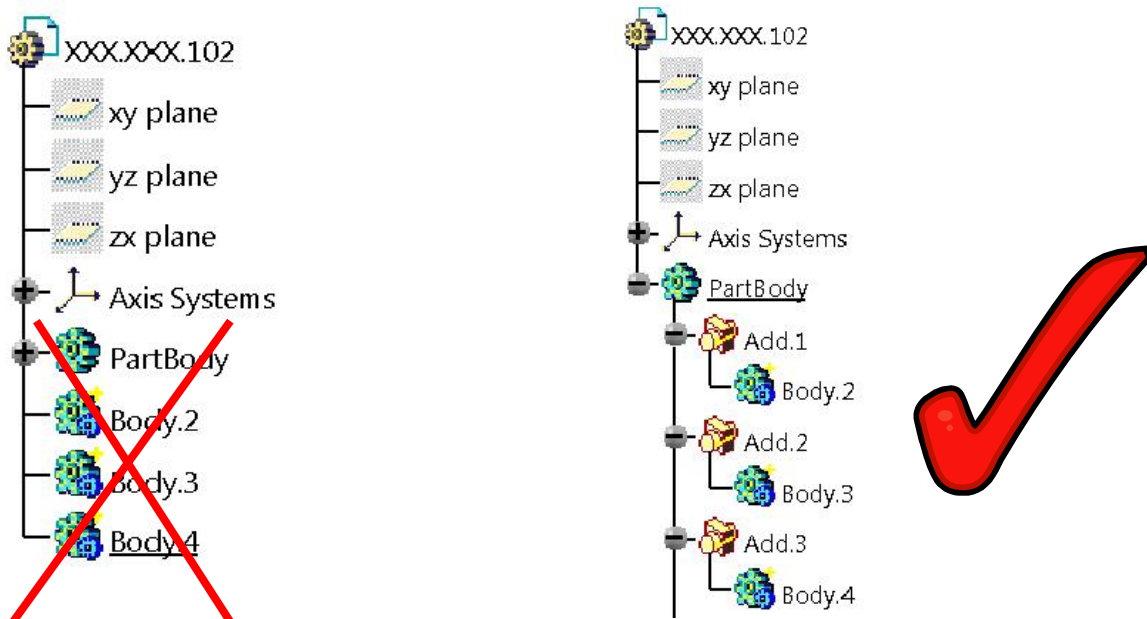 XXX.XXX.102
xy plane
yz plane
zx plane
Axis Systems
PartBody
Body.2
Body.3
Body.4
XXX.XXX.102
xy plane
yz plane
zx plane
Axis Systems
PartBody
Add.1
Body.2
Add.2
Body.3
Add.3
Body.4